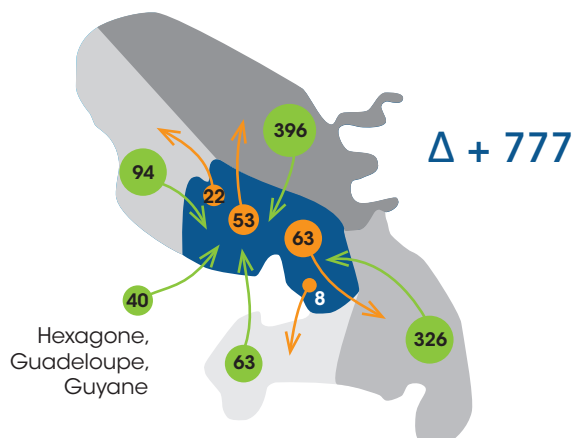 396
Δ + 777
94
22
53
63
8
40
Hexagone,
Guadeloupe,
Guyane
63
326